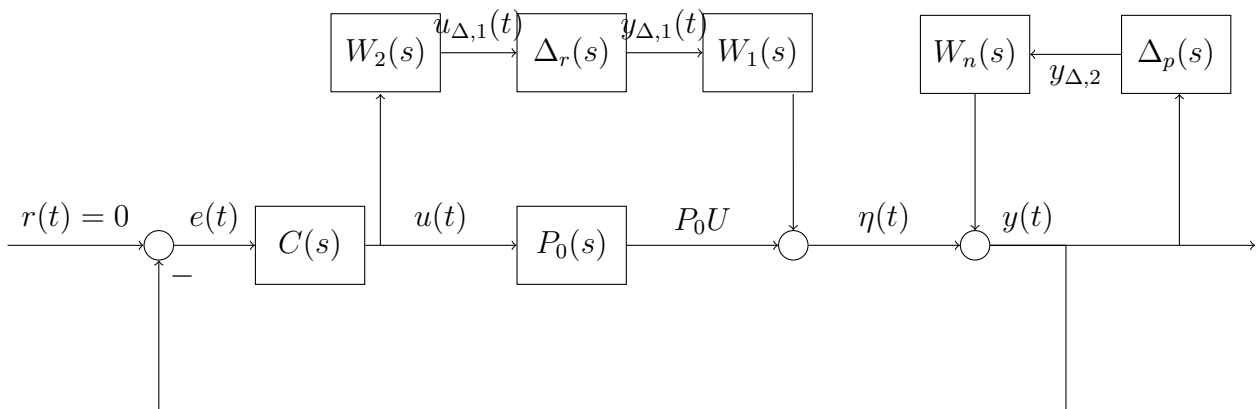 u_{Δ,1}(t) y_{Δ,1}(t)
W_2(s) Δ_r(s) W_1(s) W_n(s) Δ_p(s)
y_{Δ,2}
r(t) = 0 e(t) u(t) P_0U η(t) y(t)
C(s) P_0(s)
−